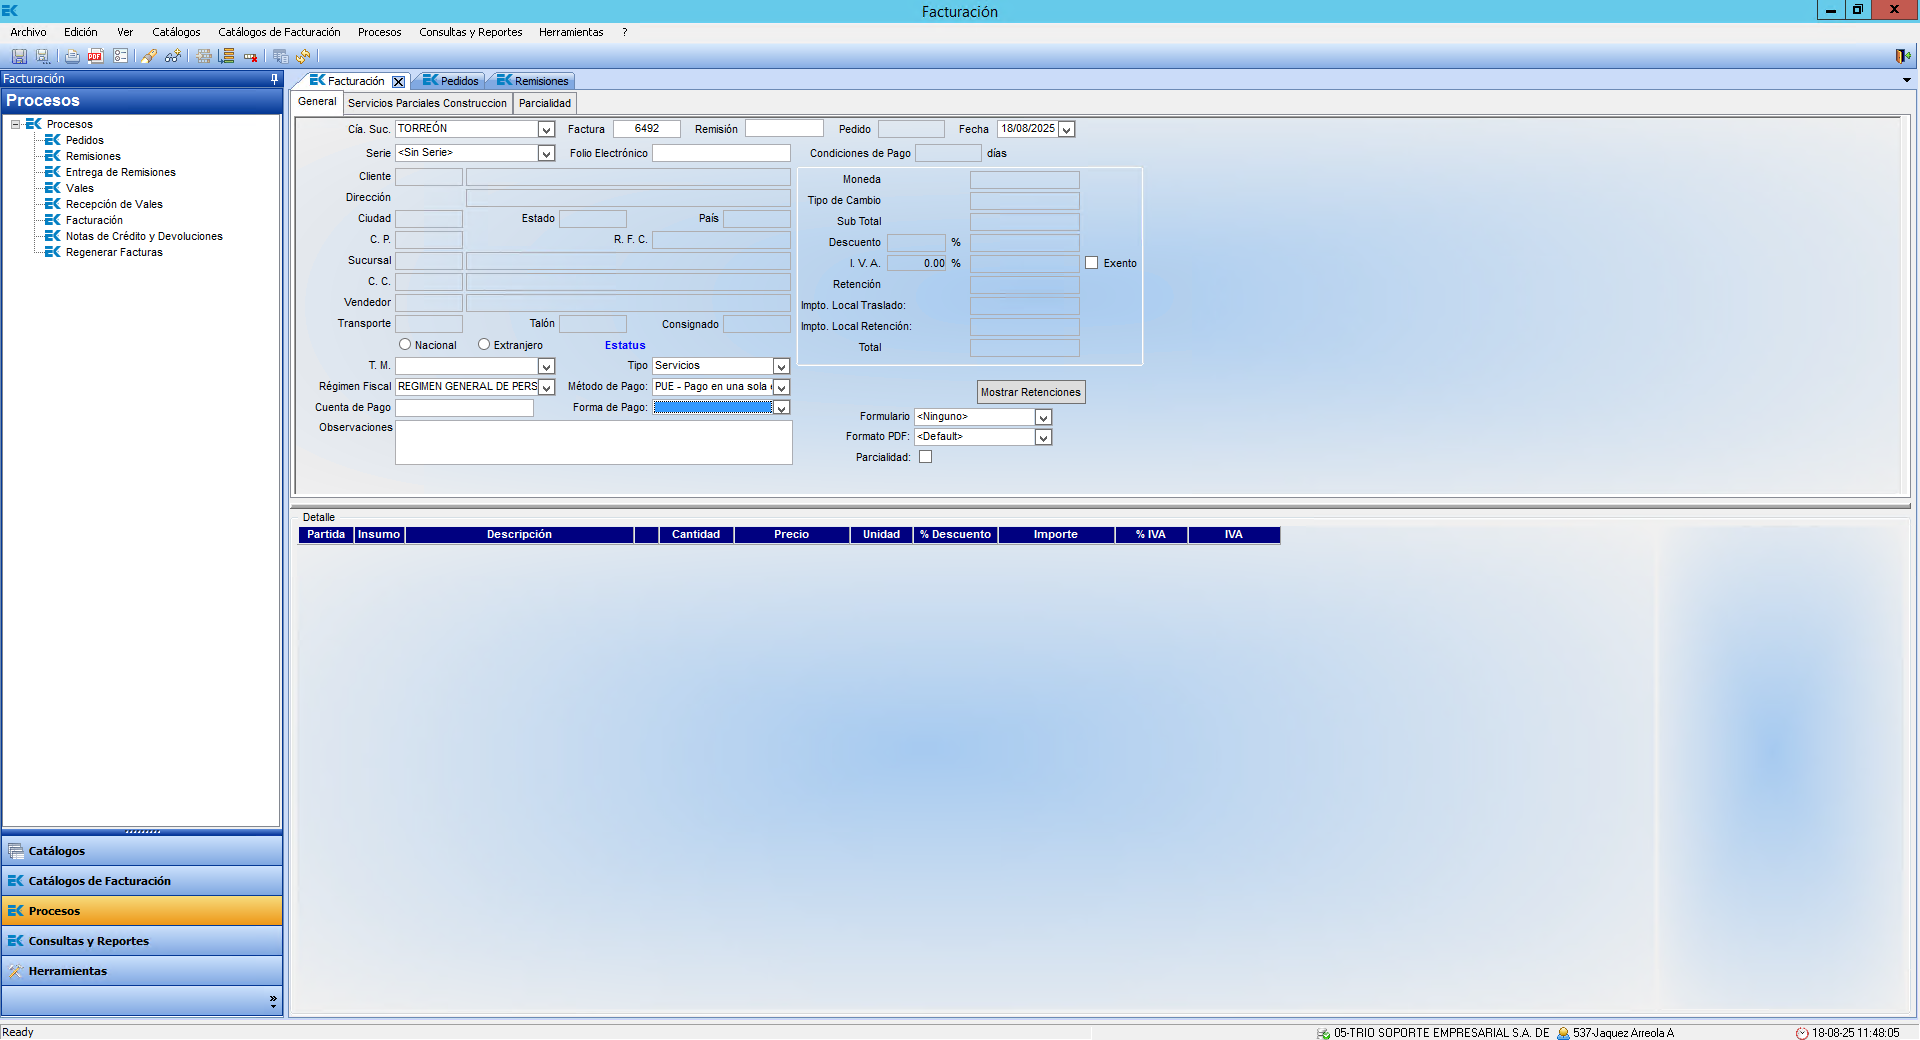 Facturación
Archivo Edición Ver Catálogos Catálogos de Facturación Procesos Consultas y Reportes Herramientas ?
Facturación
Procesos
Procesos
Pedidos
Remisiones
Entrega de Remisiones
Vales
Recepción de Vales
Facturación
Notas de Crédito y Devoluciones
Regenerar Facturas
Catálogos
Catálogos de Facturación
Procesos
Consultas y Reportes
Herramientas
Facturación Pedidos Remisiones
General Servicios Parciales Construccion Parcialidad
Cía. Suc. TORREÓN Factura 6492 Remisión Pedido Fecha 18/08/2025
Serie <Sin Serie> Folio Electrónico Condiciones de Pago días
Cliente Moneda
Dirección Tipo de Cambio
Ciudad Estado País Sub Total
C. P. R. F. C. Descuento %
Sucursal I. V. A. 0.00 % Exento
C. C. Retención
Vendedor Impto. Local Traslado:
Transporte Talón Consignado Impto. Local Retención:
Nacional Extranjero Estatus Total
T. M. Tipo Servicios
Régimen Fiscal REGIMEN GENERAL DE PERS Método de Pago: PUE - Pago en una sola Mostrar Retenciones
Cuenta de Pago Forma de Pago:
Formulario <Ninguno>
Observaciones
Formato PDF: <Default>
Parcialidad:
Detalle
Partida Insumo Descripción Cantidad Precio Unidad % Descuento Importe % IVA IVA
Ready 05-TRIO SOPORTE EMPRESARIAL S.A. DE 537-Jaquez Arreola A 18-08-25 11:48:05